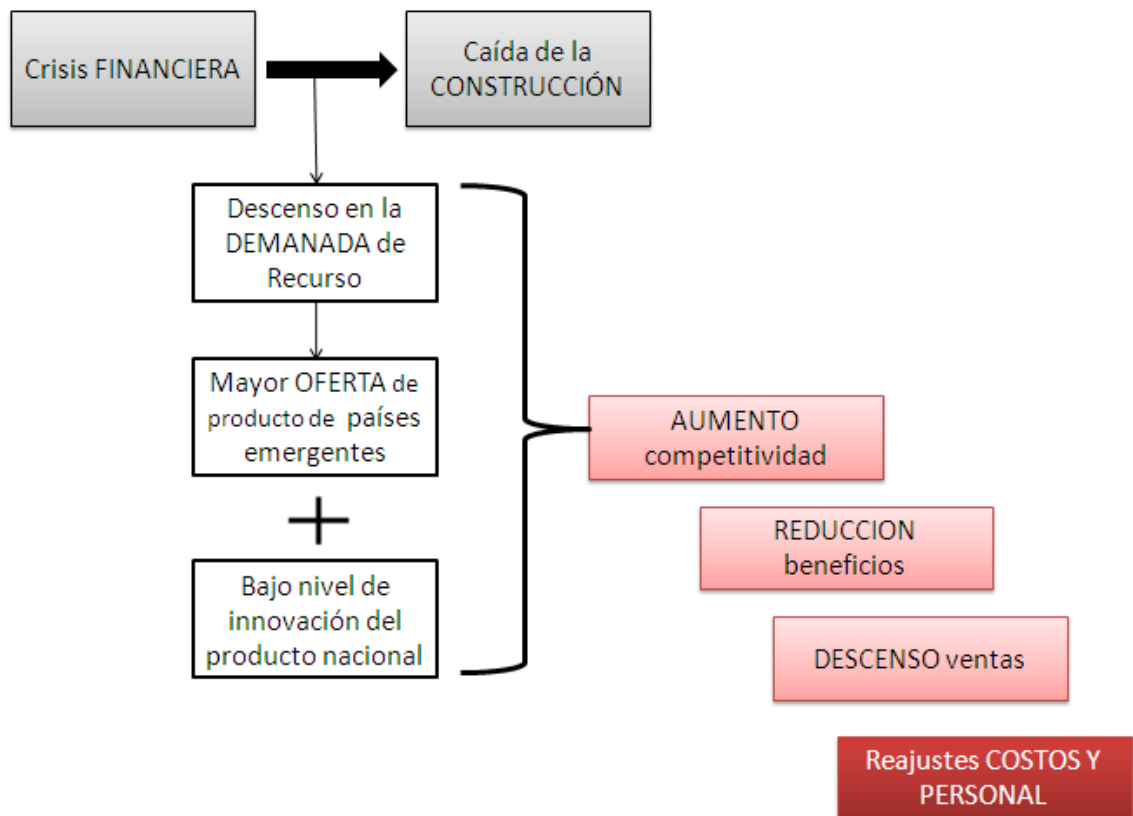 Crisis FINANCIERA
Caída de la
CONSTRUCCIÓN
Descenso en la
DEMANADA de
Recurso
Mayor OFERTA de
producto de países
emergentes
+
Bajo nivel de
innovación del
producto nacional
AUMENTO
competitividad
REDUCCION
beneficios
DESCENSO ventas
Reajustes COSTOS Y
PERSONAL